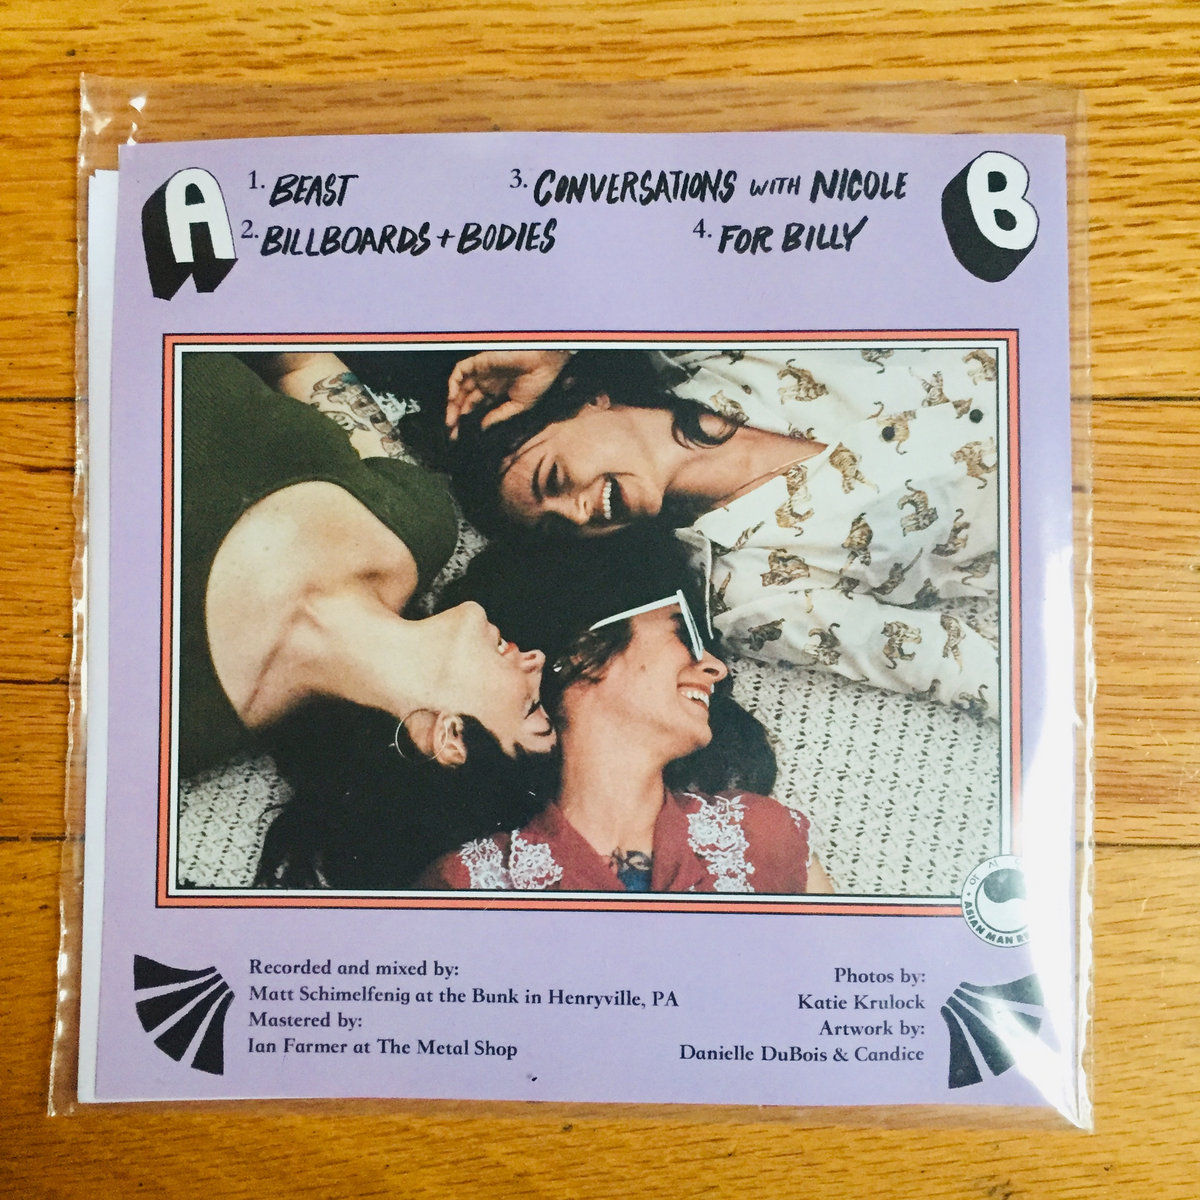 A
1. BEAST
2. BILLBOARDS + BODIES
3. CONVERSATIONS WITH NICOLE
4. FOR BILLY
B
ASIAN MAN
Recorded and mixed by:
Matt Schimelfenig at the Bunk in Henryville, PA
Mastered by:
Ian Farmer at The Metal Shop
Photos by:
Katie Krulock
Artwork by:
Danielle DuBois & Candice